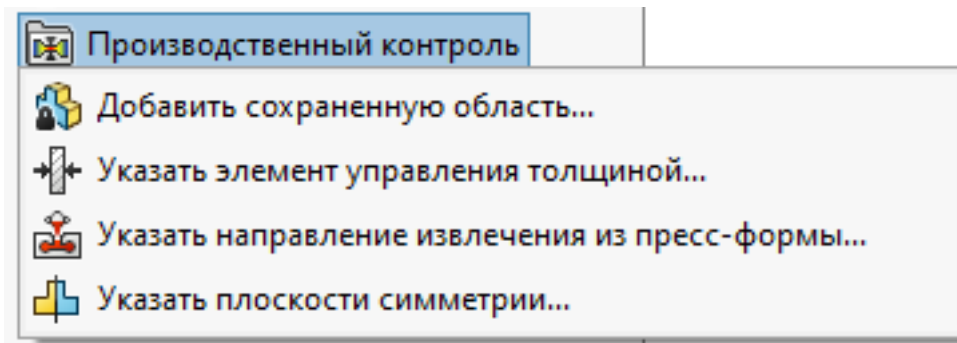 Производственный контроль
Добавить сохраненную область...
Указать элемент управления толщиной...
Указать направление извлечения из пресс-формы...
Указать плоскости симметрии...